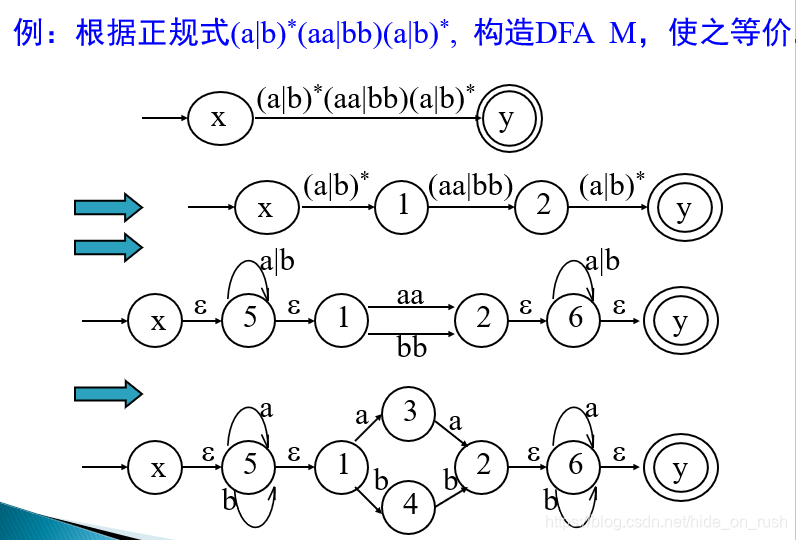 例：根据正规式(a|b)*(aa|bb)(a|b)*, 构造DFA M，使之等价.
(a|b)*(aa|bb)(a|b)*
x y
(a|b)* (aa|bb) (a|b)*
x 1 2 y
a|b a|b
ε ε aa ε ε
x 5 1 2 6 y
bb
a 3 a
a a
ε ε ε ε
x 5 1 2 6 y
b b b b
4
https://blog.csdn.net/hide_on_rush